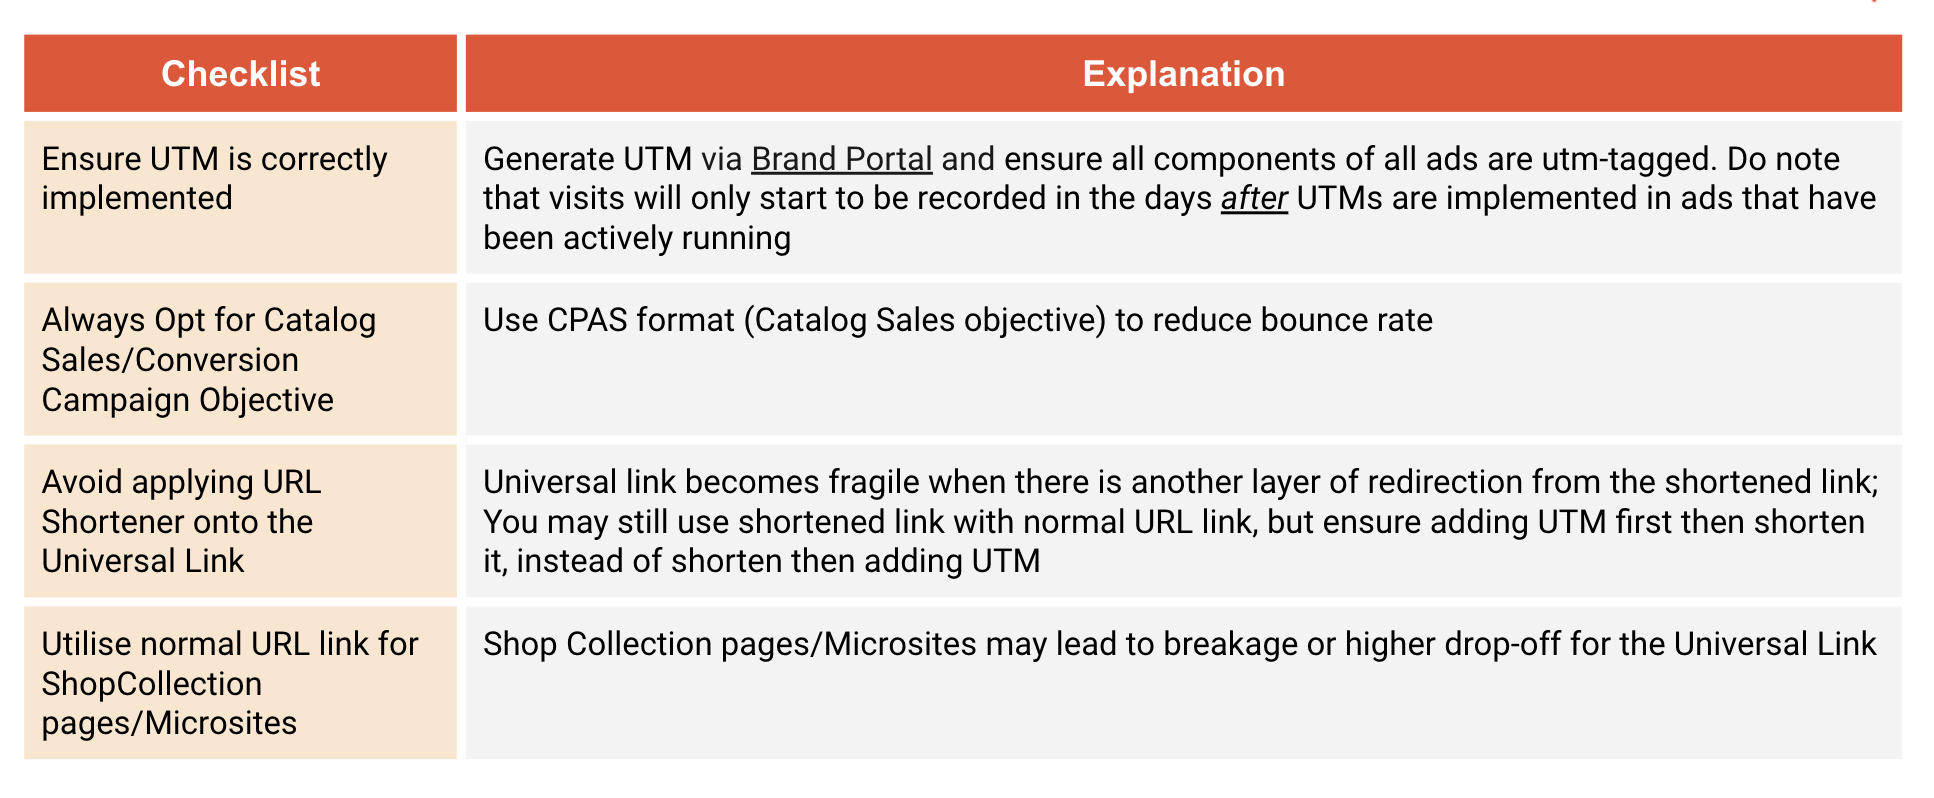 Checklist
Explanation
Ensure UTM is correctly
implemented
Generate UTM via Brand Portal and ensure all components of all ads are utm-tagged. Do note
that visits will only start to be recorded in the days after UTMs are implemented in ads that have
been actively running
Always Opt for Catalog
Sales/Conversion
Campaign Objective
Use CPAS format (Catalog Sales objective) to reduce bounce rate
Avoid applying URL
Shortener onto the
Universal Link
Universal link becomes fragile when there is another layer of redirection from the shortened link;
You may still use shortened link with normal URL link, but ensure adding UTM first then shorten
it, instead of shorten then adding UTM
Utilise normal URL link for
ShopCollection
pages/Microsites
Shop Collection pages/Microsites may lead to breakage or higher drop-off for the Universal Link